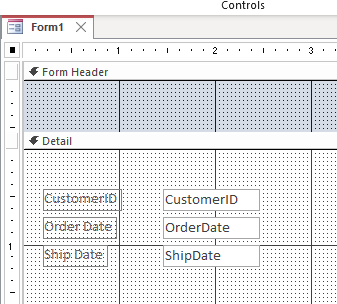 Controls
Form1
1 2 3
Form Header
Detail
CustomerID CustomerID
Order Date OrderDate
1
Ship Date ShipDate